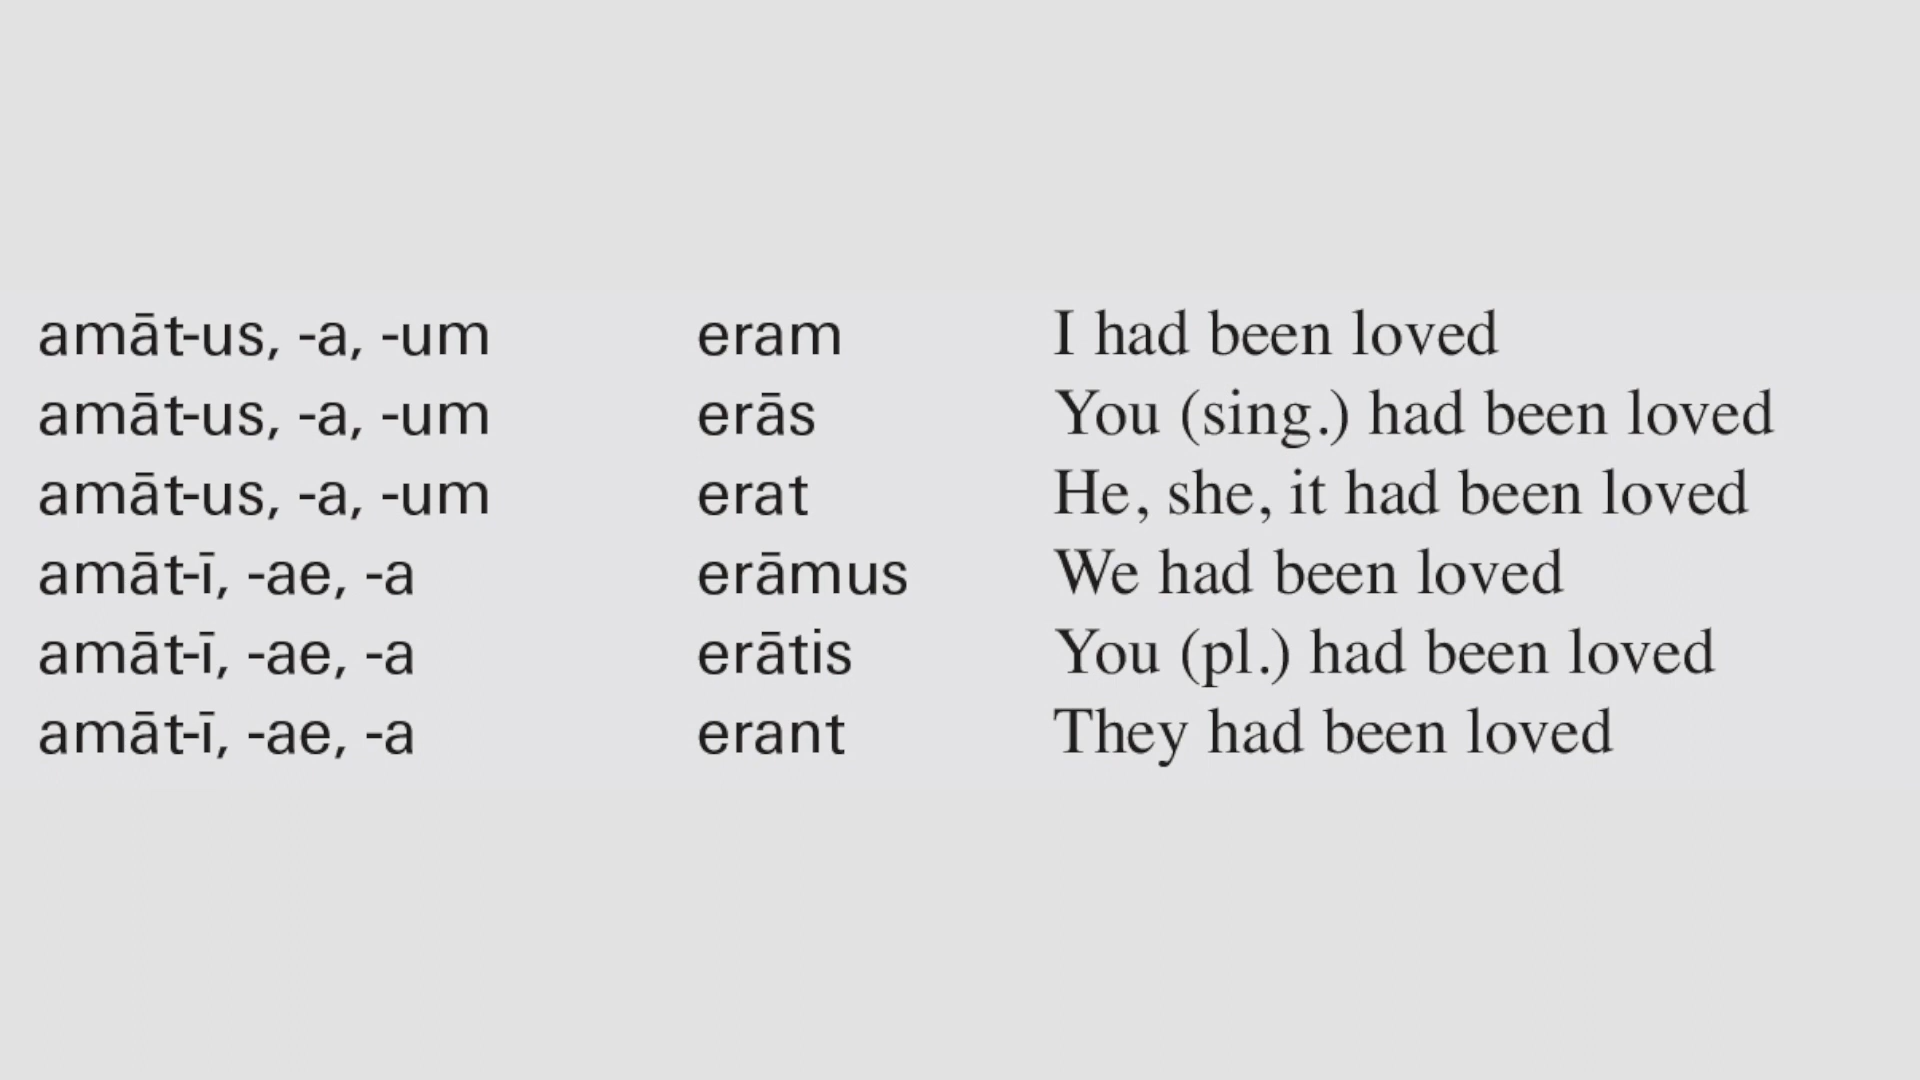 amāt-us, -a, -um eram I had been loved
amāt-us, -a, -um erās You (sing.) had been loved
amāt-us, -a, -um erat He, she, it had been loved
amāt-ī, -ae, -a erāmus We had been loved
amāt-ī, -ae, -a erātis You (pl.) had been loved
amāt-ī, -ae, -a erant They had been loved